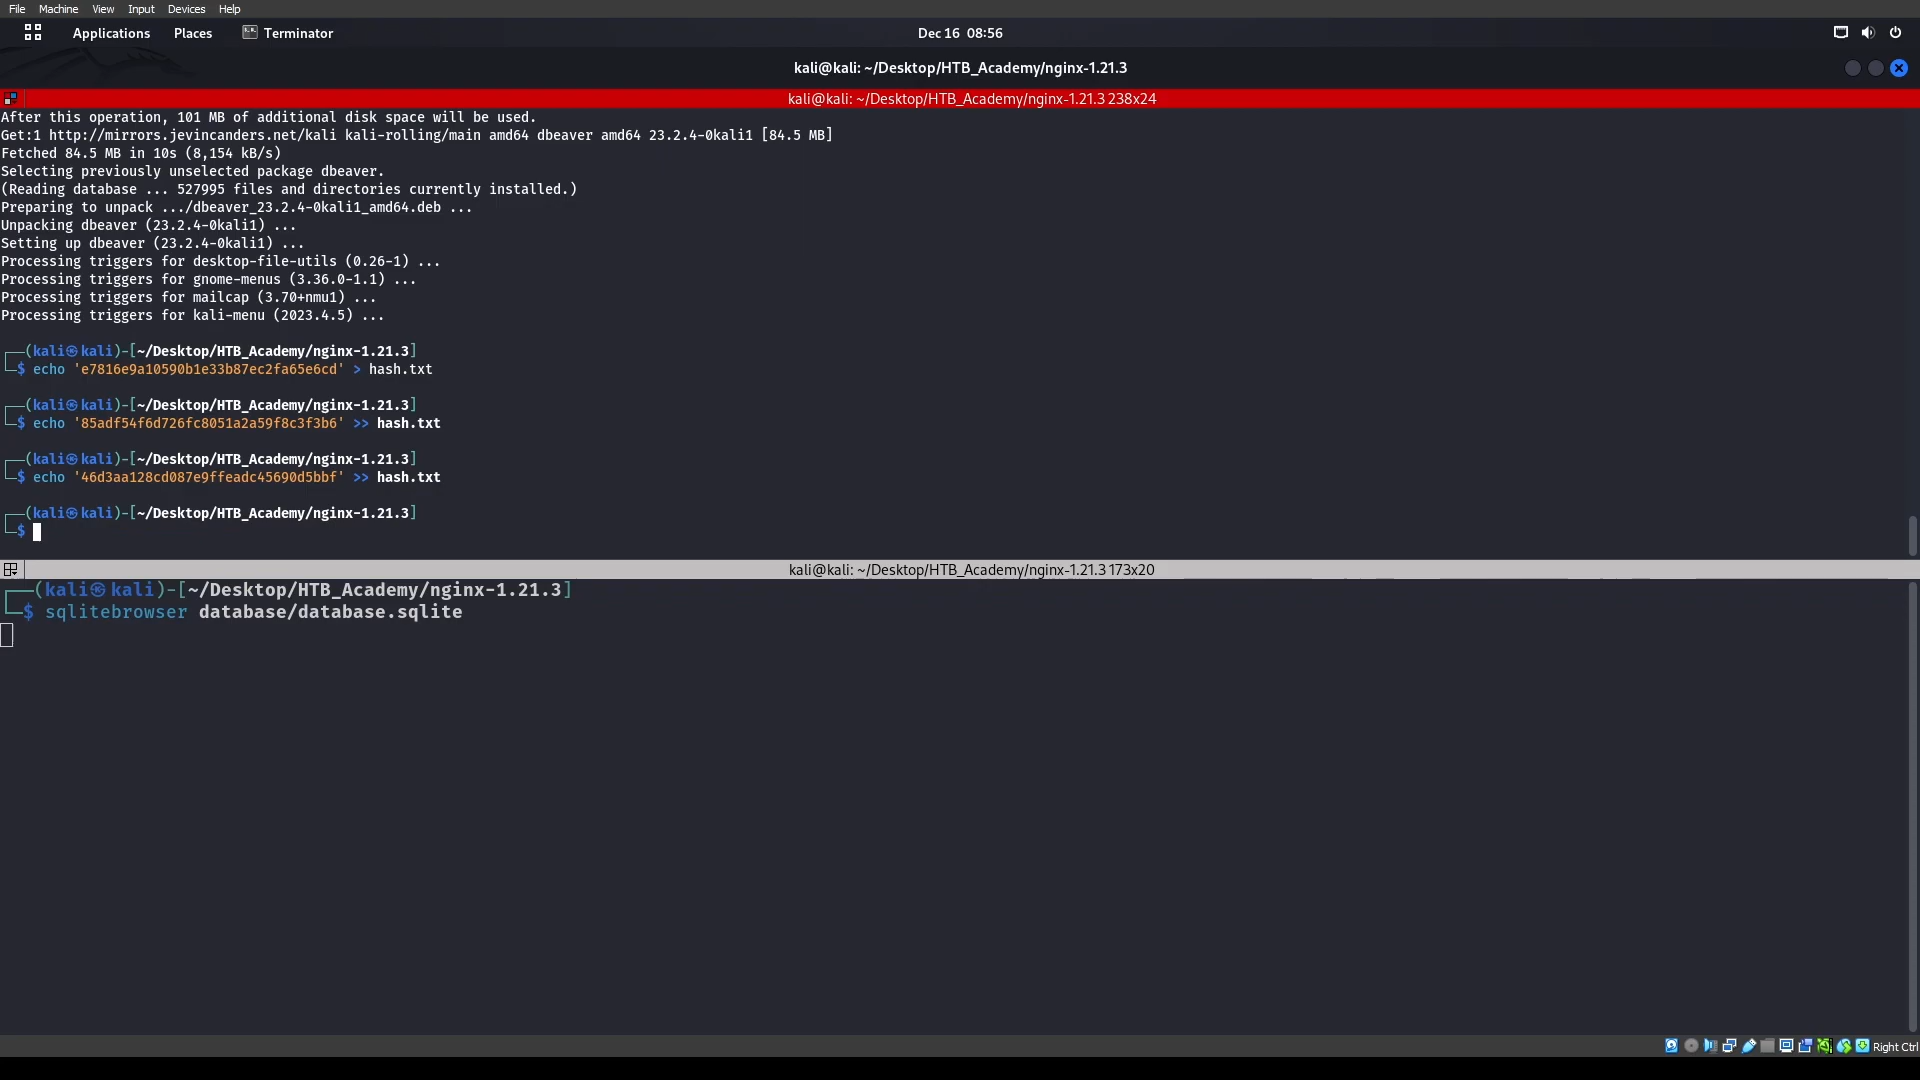 File Machine View Input Devices Help
Applications Places Terminator Dec 16 08:56
kali@kali: ~/Desktop/HTB_Academy/nginx-1.21.3
kali@kali: ~/Desktop/HTB_Academy/nginx-1.21.3 238x24
After this operation, 101 MB of additional disk space will be used.
Get:1 http://mirrors.jevincanders.net/kali kali-rolling/main amd64 dbeaver amd64 23.2.4-0kali1 [84.5 MB]
Fetched 84.5 MB in 10s (8,154 kB/s)
Selecting previously unselected package dbeaver.
(Reading database ... 527995 files and directories currently installed.)
Preparing to unpack .../dbeaver_23.2.4-0kali1_amd64.deb ...
Unpacking dbeaver (23.2.4-0kali1) ...
Setting up dbeaver (23.2.4-0kali1) ...
Processing triggers for desktop-file-utils (0.26-1) ...
Processing triggers for gnome-menus (3.36.0-1.1) ...
Processing triggers for mailcap (3.70+nmu1) ...
Processing triggers for kali-menu (2023.4.5) ...
┌──(kali㉿kali)-[~/Desktop/HTB_Academy/nginx-1.21.3]
└─$ echo 'e7816e9a10590b1e33b87ec2fa65e6cd' > hash.txt
┌──(kali㉿kali)-[~/Desktop/HTB_Academy/nginx-1.21.3]
└─$ echo '85adf54f6d726fc8051a2a59f8c3f3b6' >> hash.txt
┌──(kali㉿kali)-[~/Desktop/HTB_Academy/nginx-1.21.3]
└─$ echo '46d3aa128cd087e9ffeadc45690d5bbf' >> hash.txt
┌──(kali㉿kali)-[~/Desktop/HTB_Academy/nginx-1.21.3]
└─$
kali@kali: ~/Desktop/HTB_Academy/nginx-1.21.3 173x20
┌──(kali㉿kali)-[~/Desktop/HTB_Academy/nginx-1.21.3]
└─$ sqlitebrowser database/database.sqlite
Right Ctrl